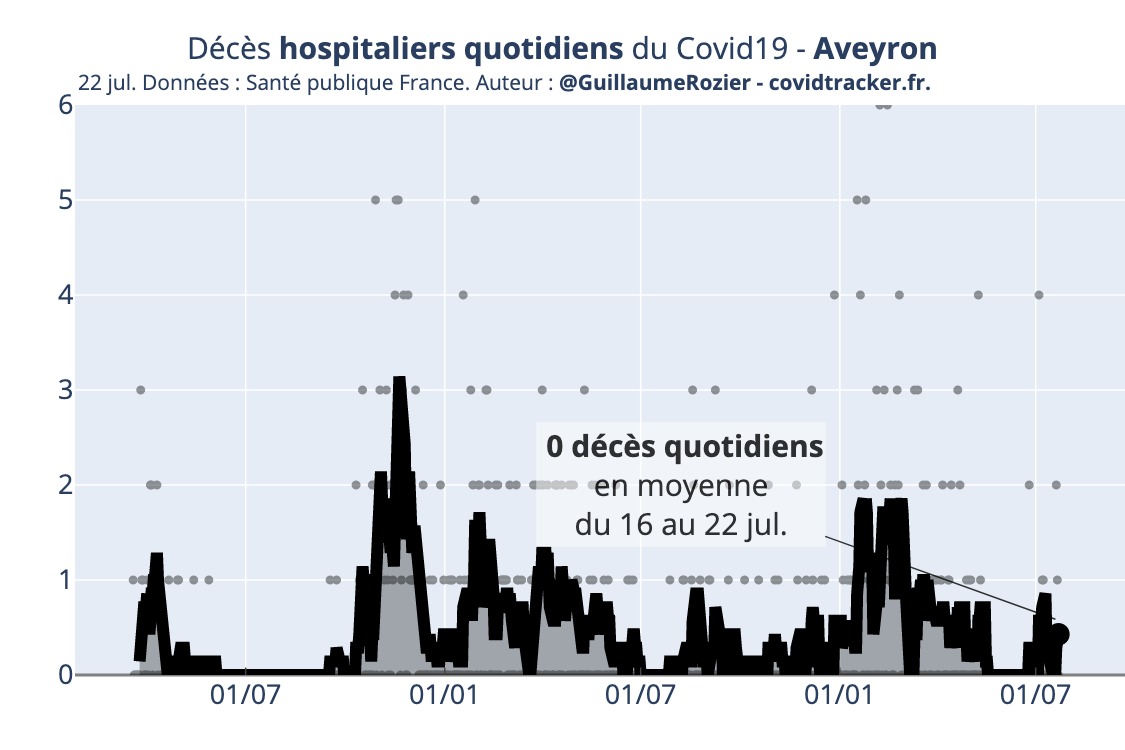 Décès hospitaliers quotidiens du Covid19 - Aveyron
22 jul. Données : Santé publique France. Auteur : @GuillaumeRozier - covidtracker.fr.
6
5
4
3
0 décès quotidiens
2
en moyenne
du 16 au 22 jul.
1
0
01/07 01/01 01/07 01/01 01/07